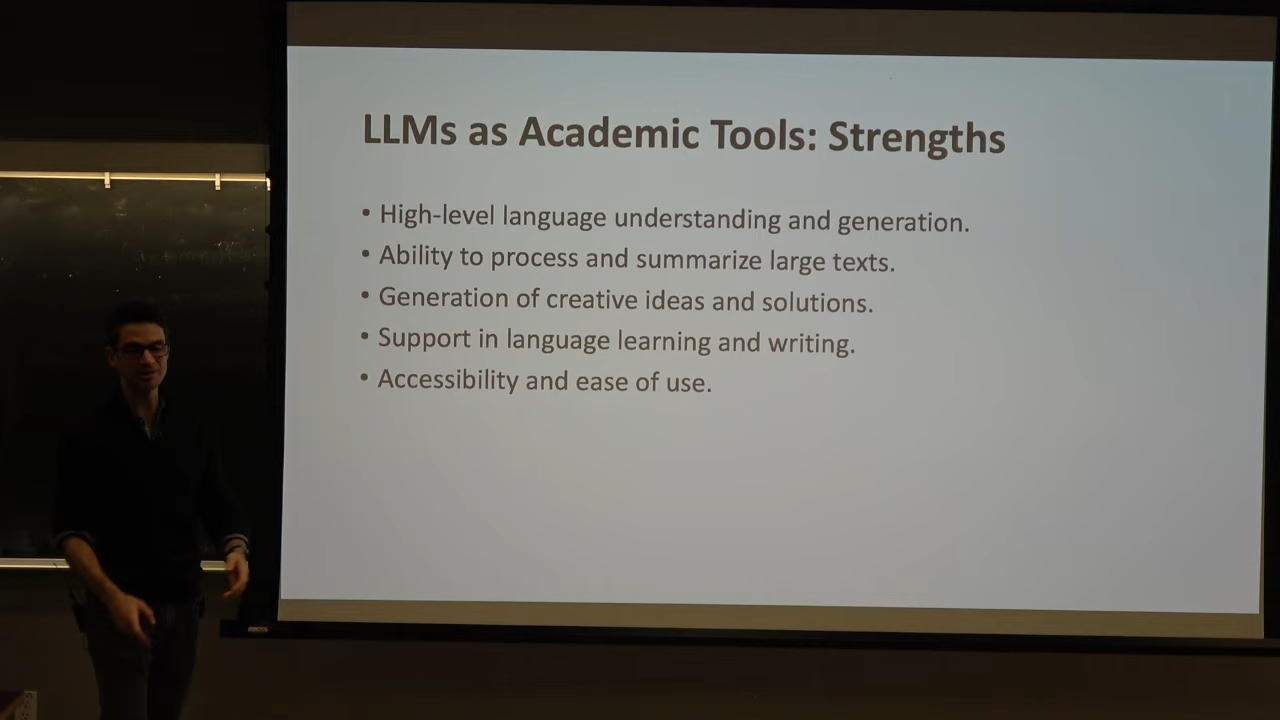 LLMs as Academic Tools: Strengths
• High-level language understanding and generation.
• Ability to process and summarize large texts.
• Generation of creative ideas and solutions.
• Support in language learning and writing.
• Accessibility and ease of use.